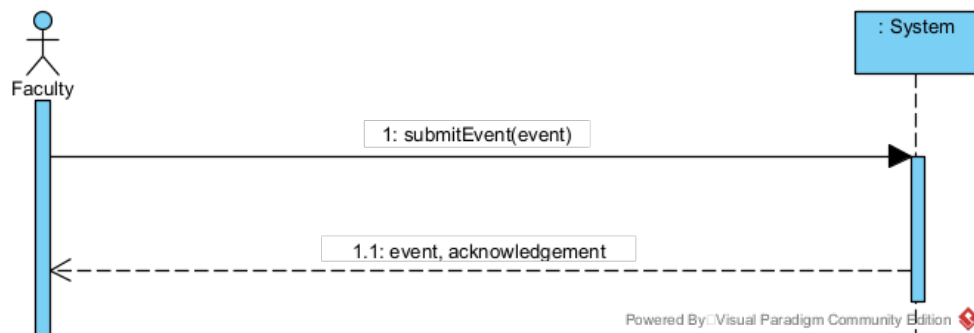 : System
Faculty
1: submitEvent(event)
1.1: event, acknowledgement
Powered By Visual Paradigm Community Edition